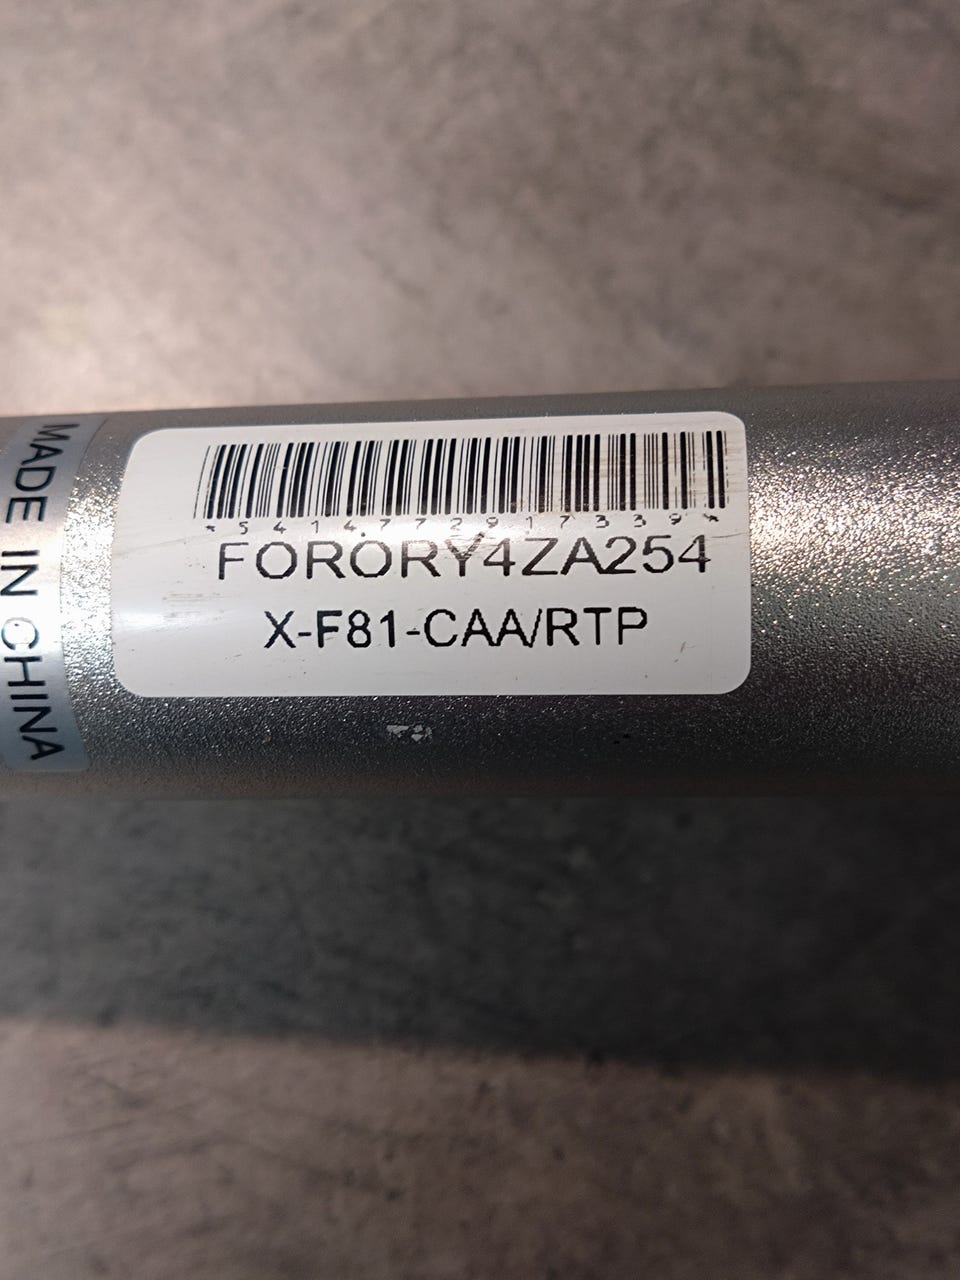 MADE IN CHINA
*5414772917339*
FORORY4ZA254
X-F81-CAA/RTP